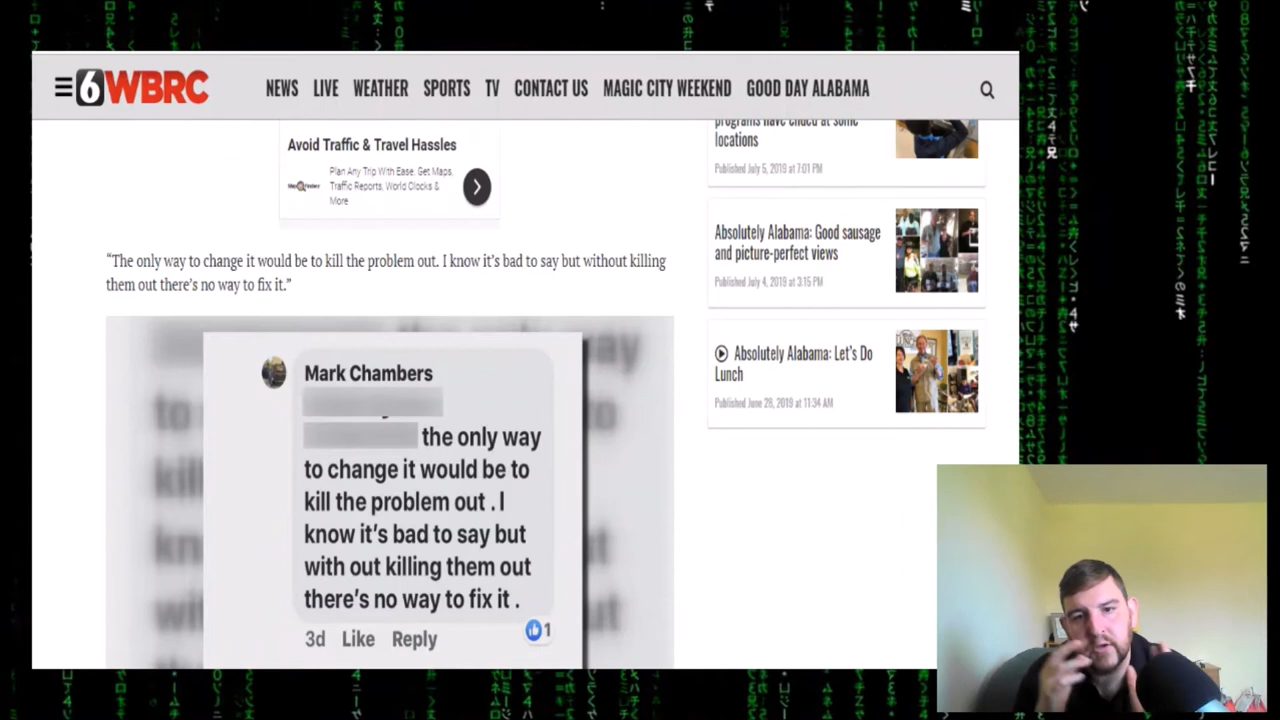 6 WBRC
NEWS LIVE WEATHER SPORTS TV CONTACT US MAGIC CITY WEEKEND GOOD DAY ALABAMA
Avoid Traffic & Travel Hassles
Plan Any Trip With Ease. Get Maps,
Traffic Reports, World Clocks &
More
“The only way to change it would be to kill the problem out. I know it’s bad to say but without killing
them out there’s no way to fix it.”
Mark Chambers
the only way
to change it would be to
kill the problem out . I
know it’s bad to say but
with out killing them out
there’s no way to fix it .
3d Like Reply
1
programs have ended at some
locations
Published July 5, 2019 at 7:01 PM
Absolutely Alabama: Good sausage
and picture-perfect views
Published July 4, 2019 at 3:15 PM
Absolutely Alabama: Let's Do
Lunch
Published June 28, 2019 at 11:34 AM